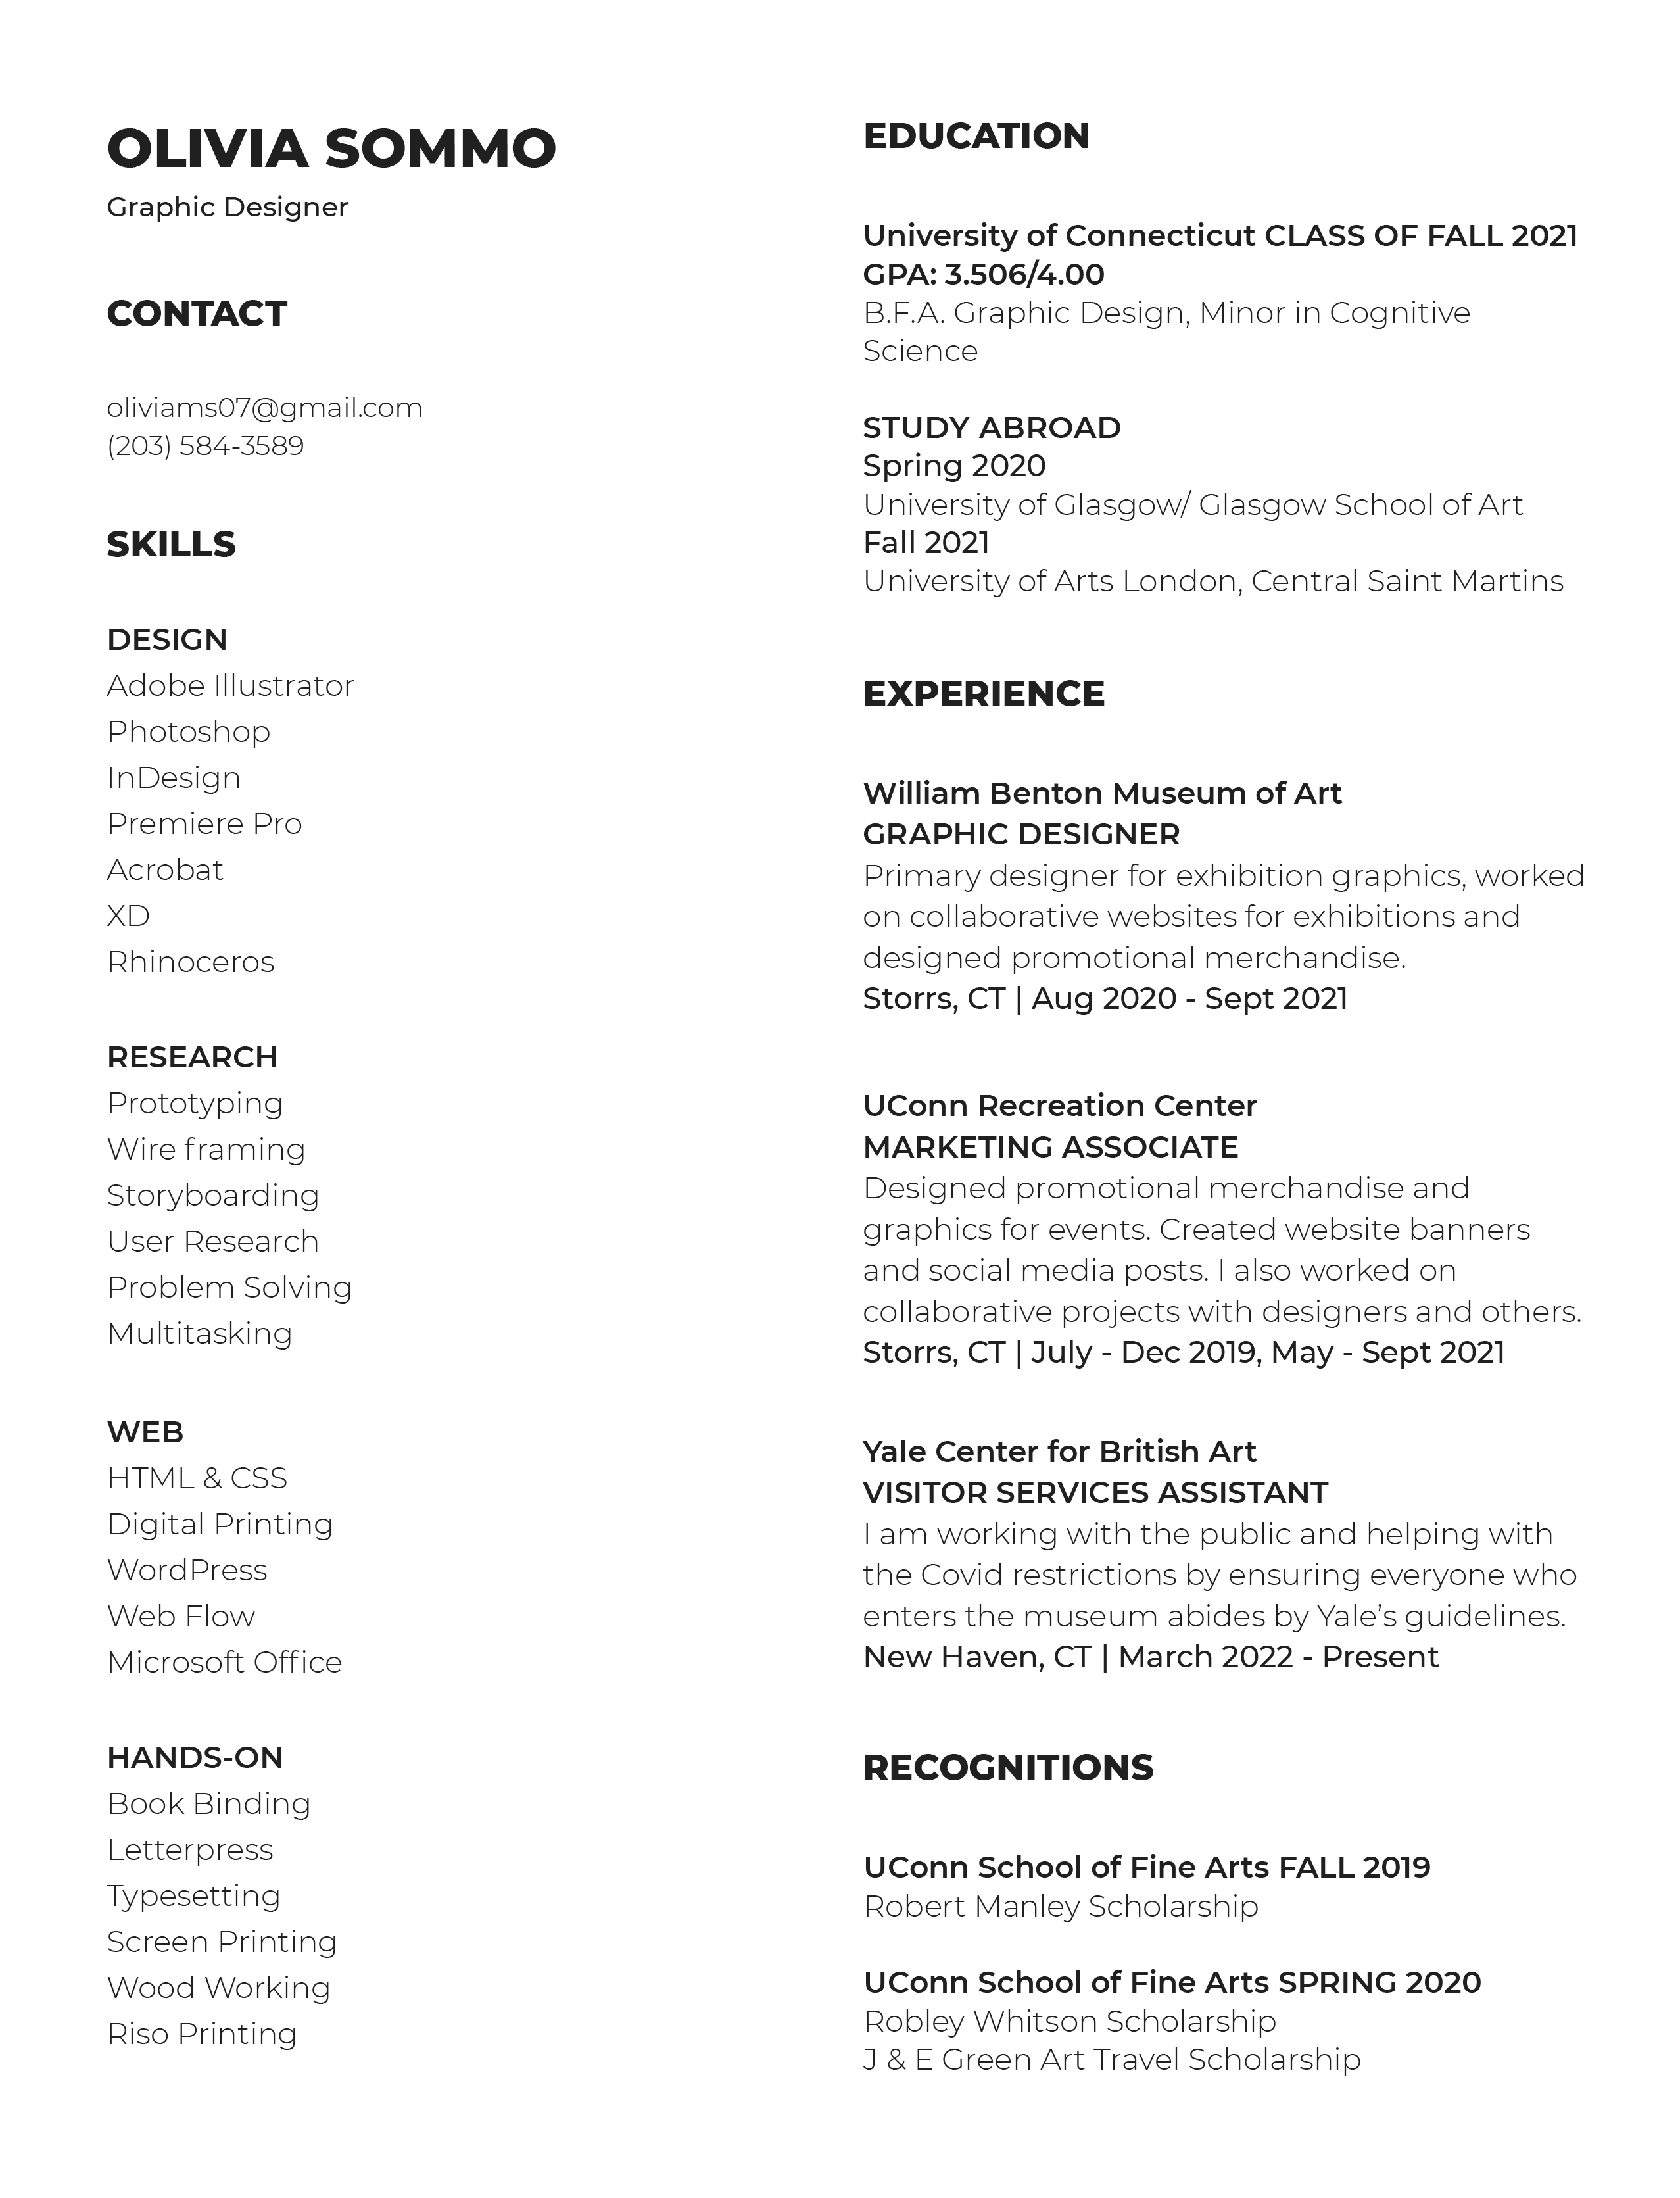 OLIVIA SOMMO
Graphic Designer
CONTACT
oliviams07@gmail.com
(203) 584-3589
SKILLS
DESIGN
Adobe Illustrator
Photoshop
InDesign
Premiere Pro
Acrobat
XD
Rhinoceros
RESEARCH
Prototyping
Wire framing
Storyboarding
User Research
Problem Solving
Multitasking
WEB
HTML & CSS
Digital Printing
WordPress
Web Flow
Microsoft Office
HANDS-ON
Book Binding
Letterpress
Typesetting
Screen Printing
Wood Working
Riso Printing
EDUCATION
University of Connecticut CLASS OF FALL 2021
GPA: 3.506/4.00
B.F.A. Graphic Design, Minor in Cognitive
Science
STUDY ABROAD
Spring 2020
University of Glasgow/ Glasgow School of Art
Fall 2021
University of Arts London, Central Saint Martins
EXPERIENCE
William Benton Museum of Art
GRAPHIC DESIGNER
Primary designer for exhibition graphics, worked
on collaborative websites for exhibitions and
designed promotional merchandise.
Storrs, CT | Aug 2020 - Sept 2021
UConn Recreation Center
MARKETING ASSOCIATE
Designed promotional merchandise and
graphics for events. Created website banners
and social media posts. I also worked on
collaborative projects with designers and others.
Storrs, CT | July - Dec 2019, May - Sept 2021
Yale Center for British Art
VISITOR SERVICES ASSISTANT
I am working with the public and helping with
the Covid restrictions by ensuring everyone who
enters the museum abides by Yale’s guidelines.
New Haven, CT | March 2022 - Present
RECOGNITIONS
UConn School of Fine Arts FALL 2019
Robert Manley Scholarship
UConn School of Fine Arts SPRING 2020
Robley Whitson Scholarship
J & E Green Art Travel Scholarship